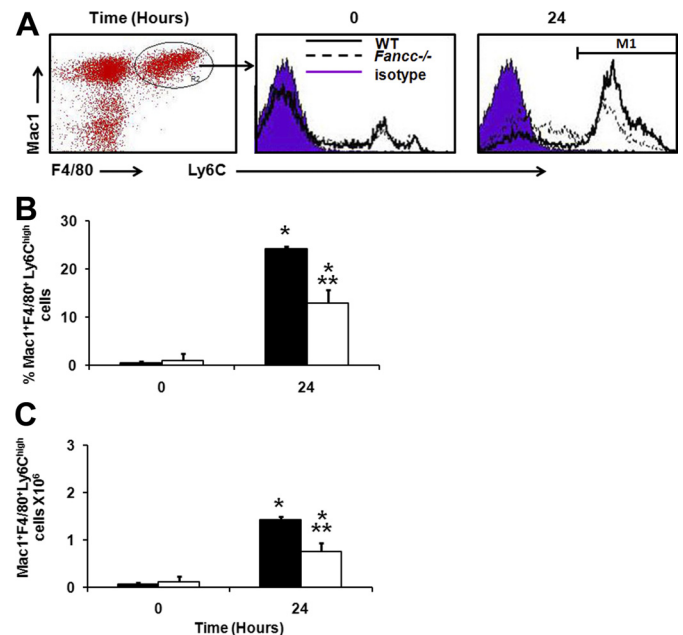 A
Time (Hours)
0
24
Mac1
R2
WT
Fancc-/-
isotype
M1
F4/80
Ly6C
B
% Mac1⁺F4/80⁺ Ly6Cʰⁱᵍʰ
cells
30
20
10
0
*
*
**
0
24
C
Mac1⁺F4/80⁺Ly6Cʰⁱᵍʰ
cells X10⁶
3
2
1
0
*
*
**
0
24
Time (Hours)